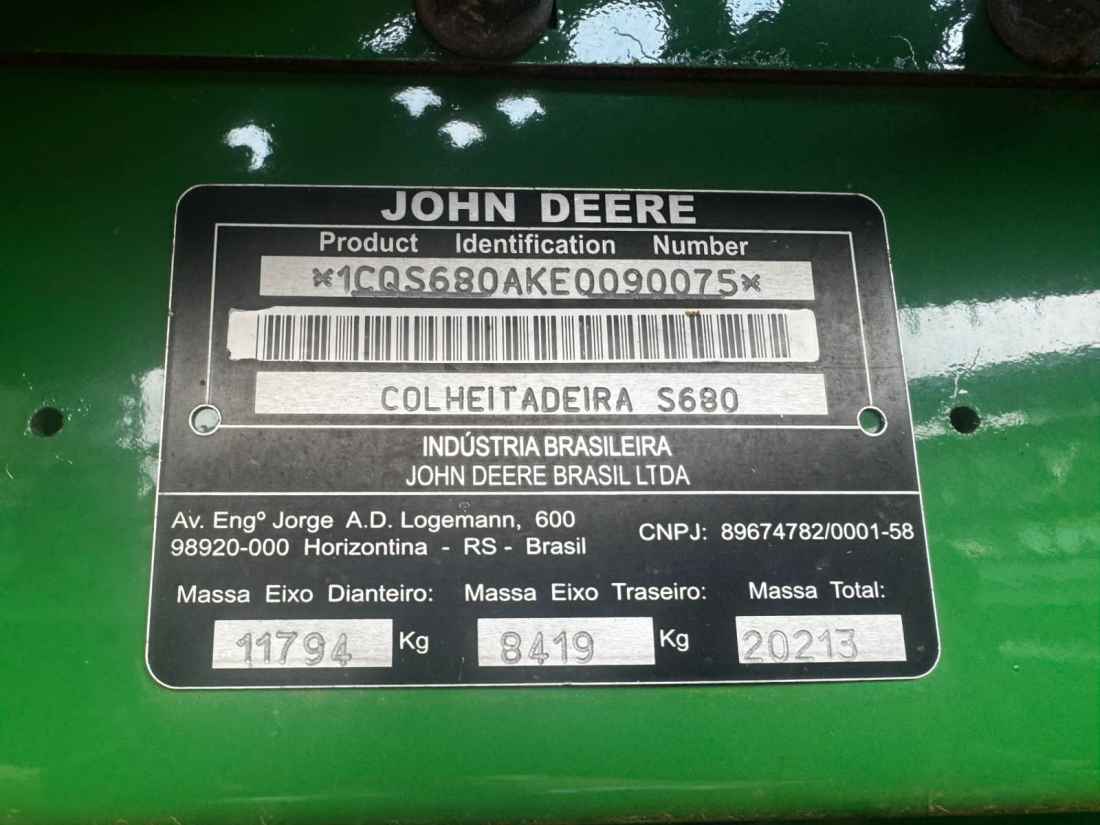 JOHN DEERE
Product Identification Number
*1CQS680AKE0090075*
COLHEITADEIRA S680
INDÚSTRIA BRASILEIRA
JOHN DEERE BRASIL LTDA
Av. Engº Jorge A.D. Logemann, 600
98920-000 Horizontina - RS - Brasil
CNPJ: 89674782/0001-58
Massa Eixo Dianteiro: Massa Eixo Traseiro: Massa Total:
11794 Kg 8419 Kg 20213